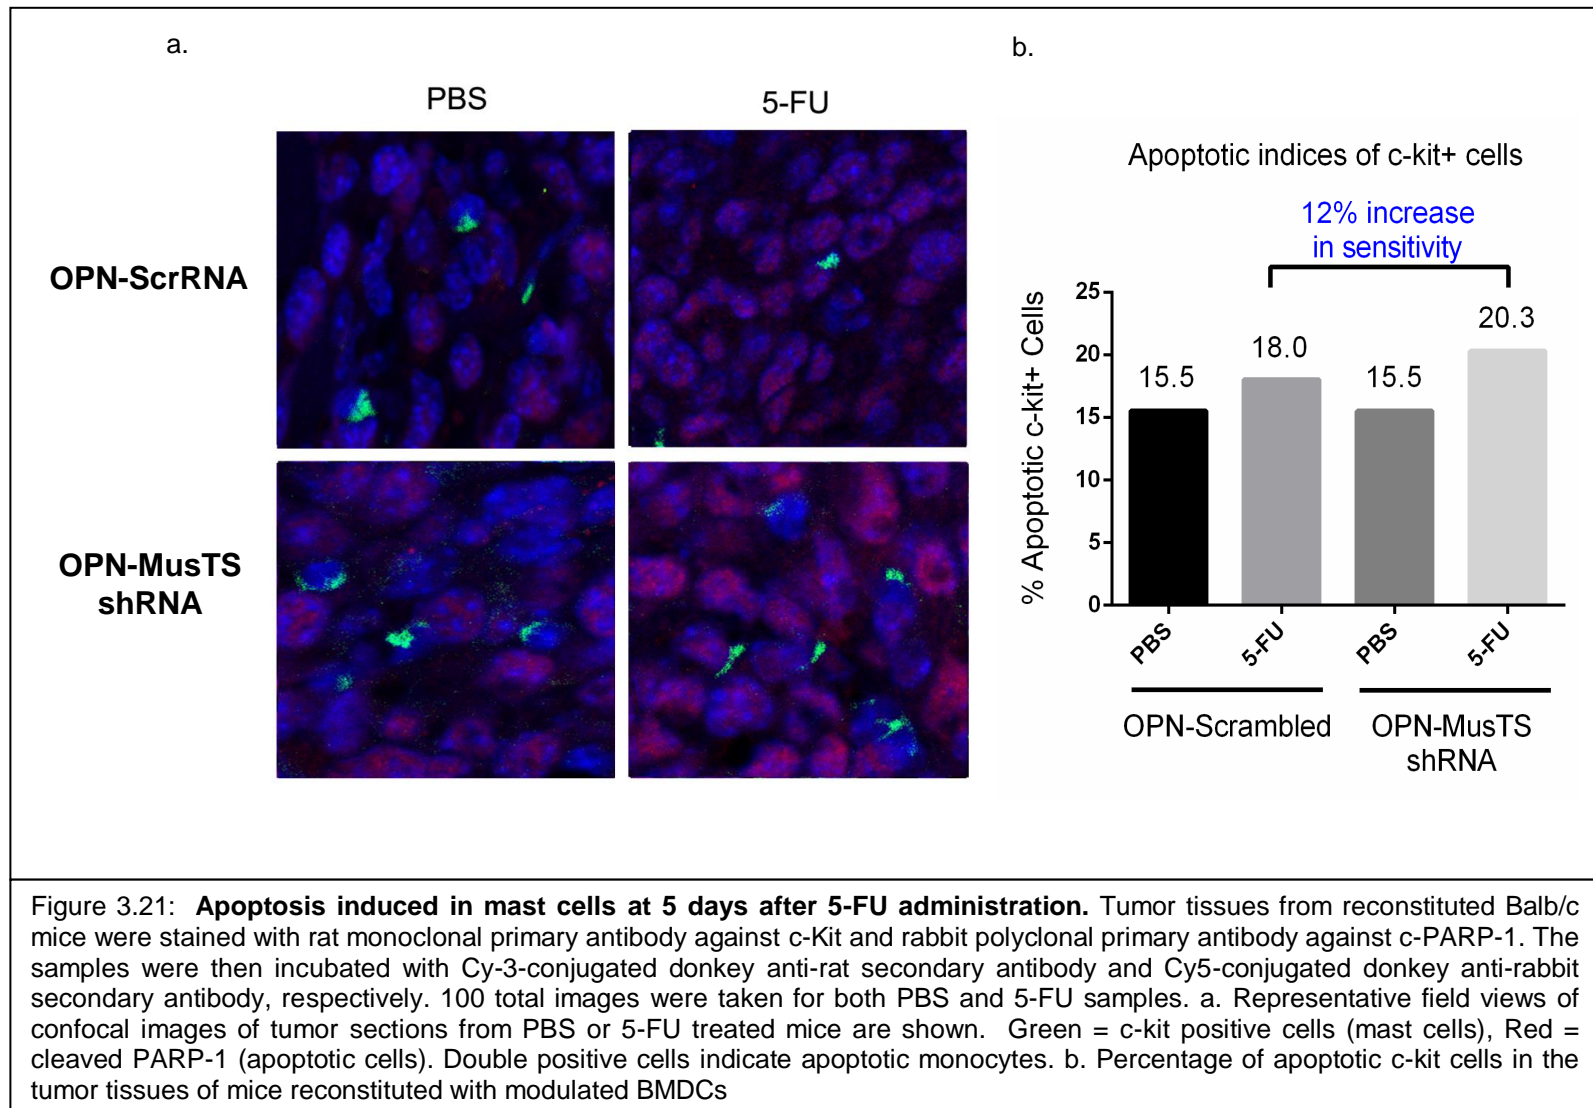 a.
PBS
5-FU
OPN-ScrRNA
OPN-MusTS
shRNA
b.
Apoptotic indices of c-kit+ cells
12% increase
in sensitivity
% Apoptotic c-kit+ Cells
25
20
15
10
5
0
15.5
18.0
15.5
20.3
PBS
5-FU
PBS
5-FU
OPN-Scrambled
OPN-MusTS
shRNA
Figure 3.21: Apoptosis induced in mast cells at 5 days after 5-FU administration. Tumor tissues from reconstituted Balb/c
mice were stained with rat monoclonal primary antibody against c-Kit and rabbit polyclonal primary antibody against c-PARP-1. The
samples were then incubated with Cy-3-conjugated donkey anti-rat secondary antibody and Cy5-conjugated donkey anti-rabbit
secondary antibody, respectively. 100 total images were taken for both PBS and 5-FU samples. a. Representative field views of
confocal images of tumor sections from PBS or 5-FU treated mice are shown. Green = c-kit positive cells (mast cells), Red =
cleaved PARP-1 (apoptotic cells). Double positive cells indicate apoptotic monocytes. b. Percentage of apoptotic c-kit cells in the
tumor tissues of mice reconstituted with modulated BMDCs